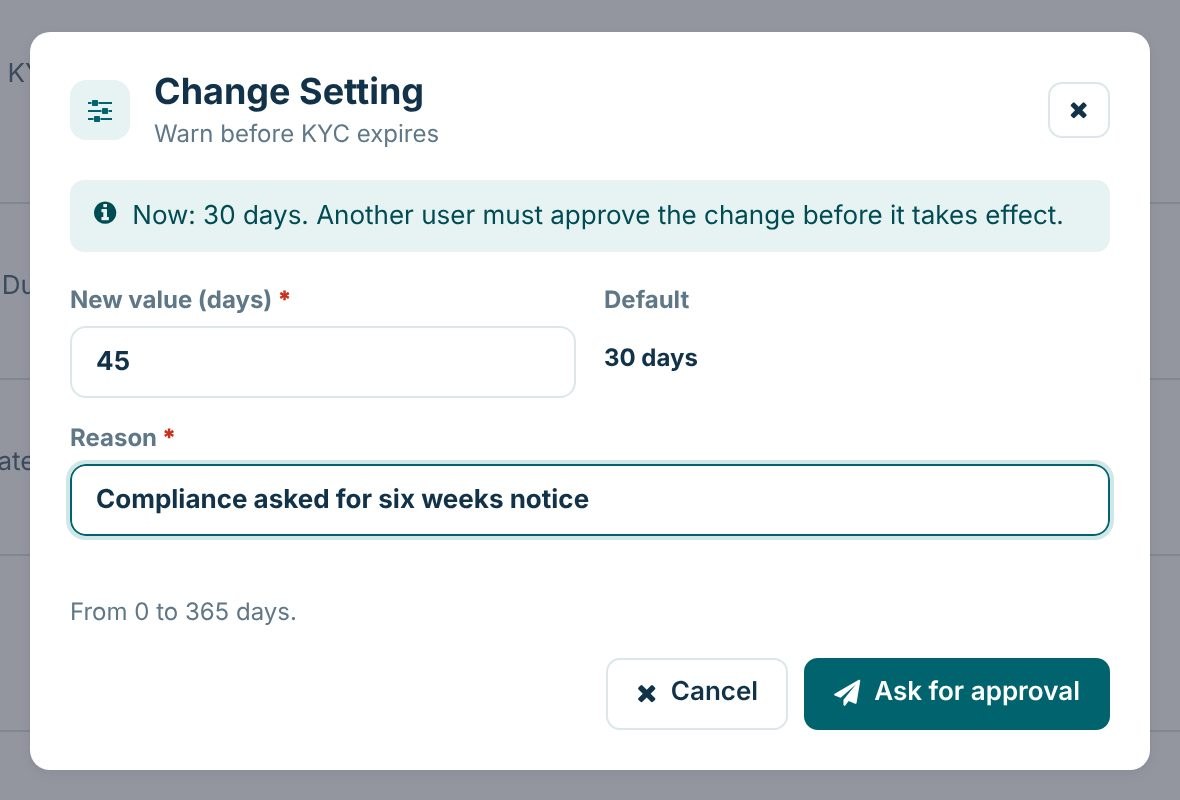 Change Setting
Warn before KYC expires
Now: 30 days. Another user must approve the change before it takes effect.
New value (days) *
Default
45
30 days
Reason *
Compliance asked for six weeks notice
From 0 to 365 days.
Cancel
Ask for approval